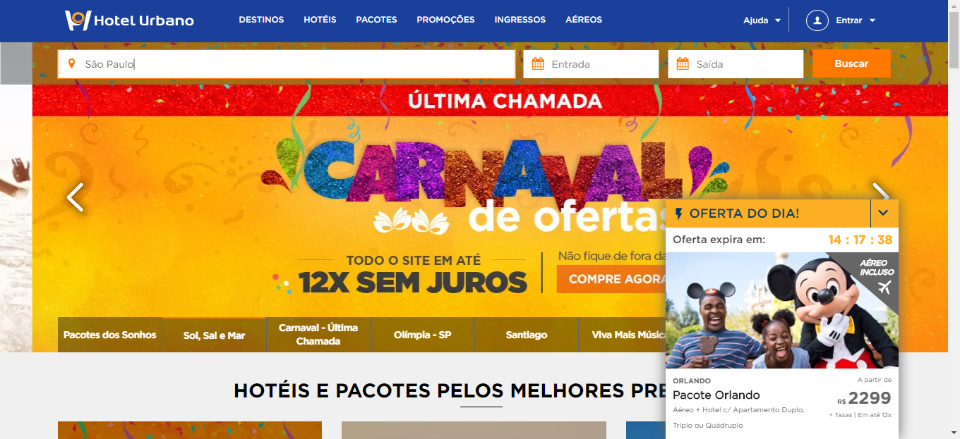 Hotel Urbano
DESTINOS HOTÉIS PACOTES PROMOÇÕES INGRESSOS AÉREOS
Ajuda Entrar
São Paulo Entrada Saída Buscar
ÚLTIMA CHAMADA
CARNAVAL
de ofertas
TODO O SITE EM ATÉ
12X SEM JUROS
Não fique de fora da
COMPRE AGORA
Pacotes dos Sonhos
Sol, Sal e Mar
Carnaval - Última
Chamada
Olímpia - SP
Santiago
Viva Mais Música
OFERTA DO DIA!
Oferta expira em: 14 : 17 : 38
AÉREO
INCLUSO
ORLANDO
Pacote Orlando
Aéreo + Hotel c/ Apartamento Duplo,
Triplo ou Quádruplo
A partir de
R$ 2299
+ Taxas | Em até 12x
HOTÉIS E PACOTES PELOS MELHORES PRE